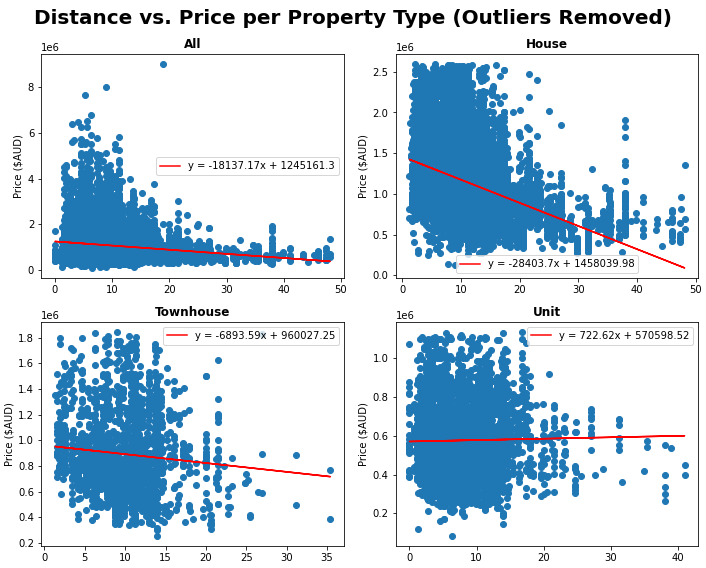 Distance vs. Price per Property Type (Outliers Removed)
All
1e6
Price ($AUD)
8
6
4
2
0
y = -18137.17x + 1245161.3
0 10 20 30 40 50
House
1e6
Price ($AUD)
2.5
2.0
1.5
1.0
0.5
0.0
y = -28403.7x + 1458039.98
0 10 20 30 40 50
Townhouse
1e6
Price ($AUD)
1.8
1.6
1.4
1.2
1.0
0.8
0.6
0.4
0.2
y = -6893.59x + 960027.25
0 5 10 15 20 25 30 35
Unit
1e6
Price ($AUD)
1.0
0.8
0.6
0.4
0.2
y = 722.62x + 570598.52
0 10 20 30 40